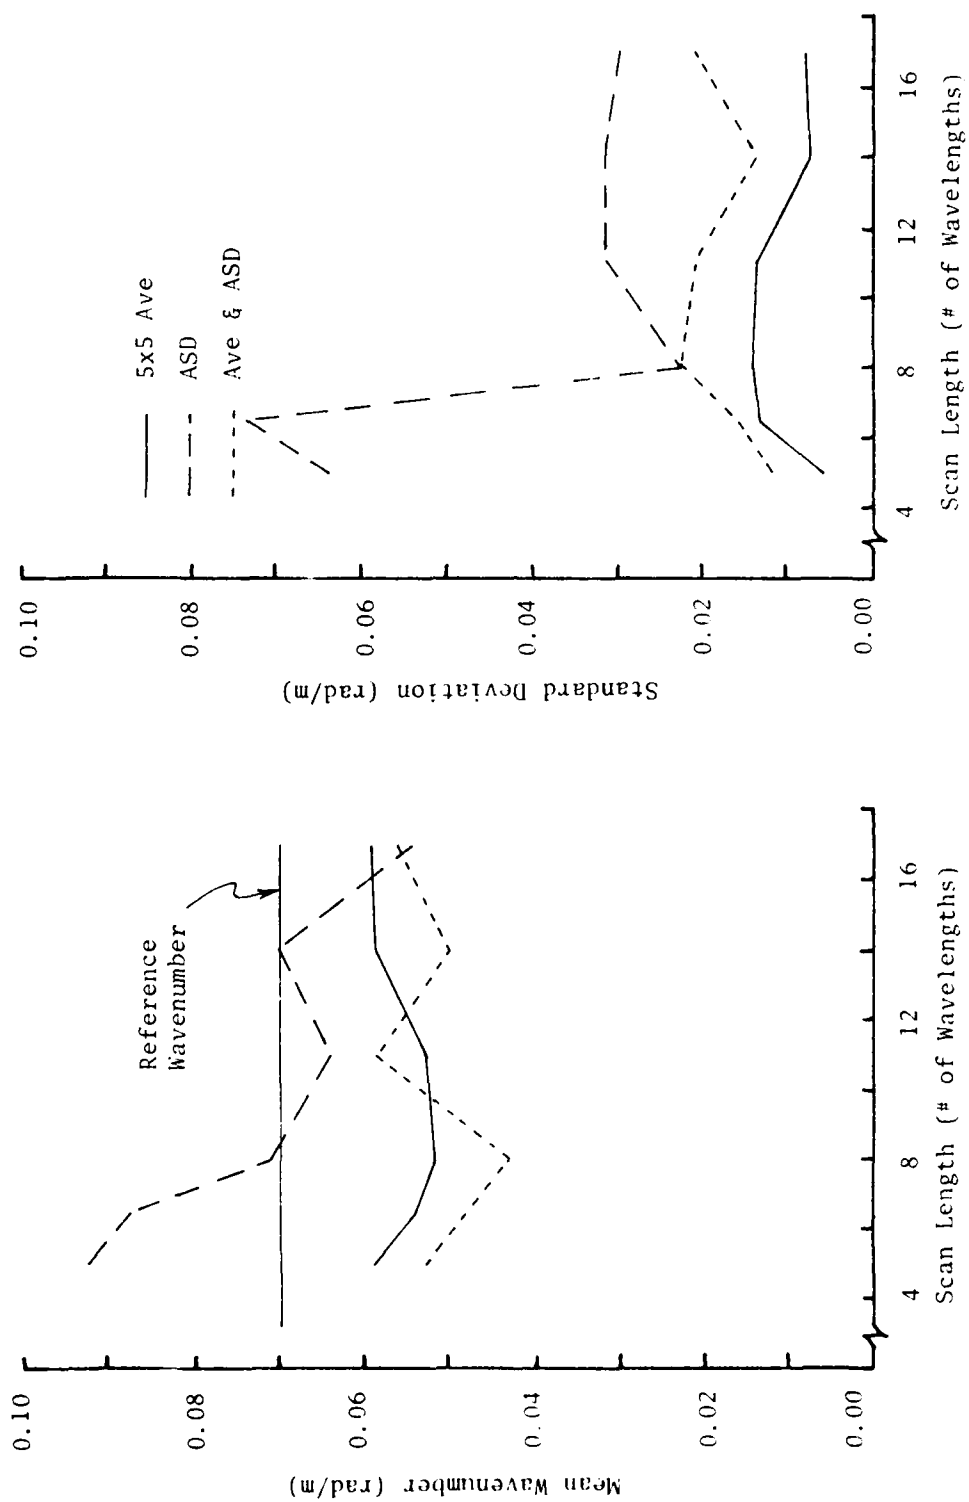 0.10
0.08
0.06
0.04
0.02
0.00
Mean Wavenumber (rad/m)
Reference
Wavenumber
4
8
12
16
Scan Length (# of Wavelengths)
0.10
0.08
0.06
0.04
0.02
0.00
Standard Deviation (rad/m)
5x5 Ave
ASD
Ave & ASD
4
8
12
16
Scan Length (# of Wavelengths)